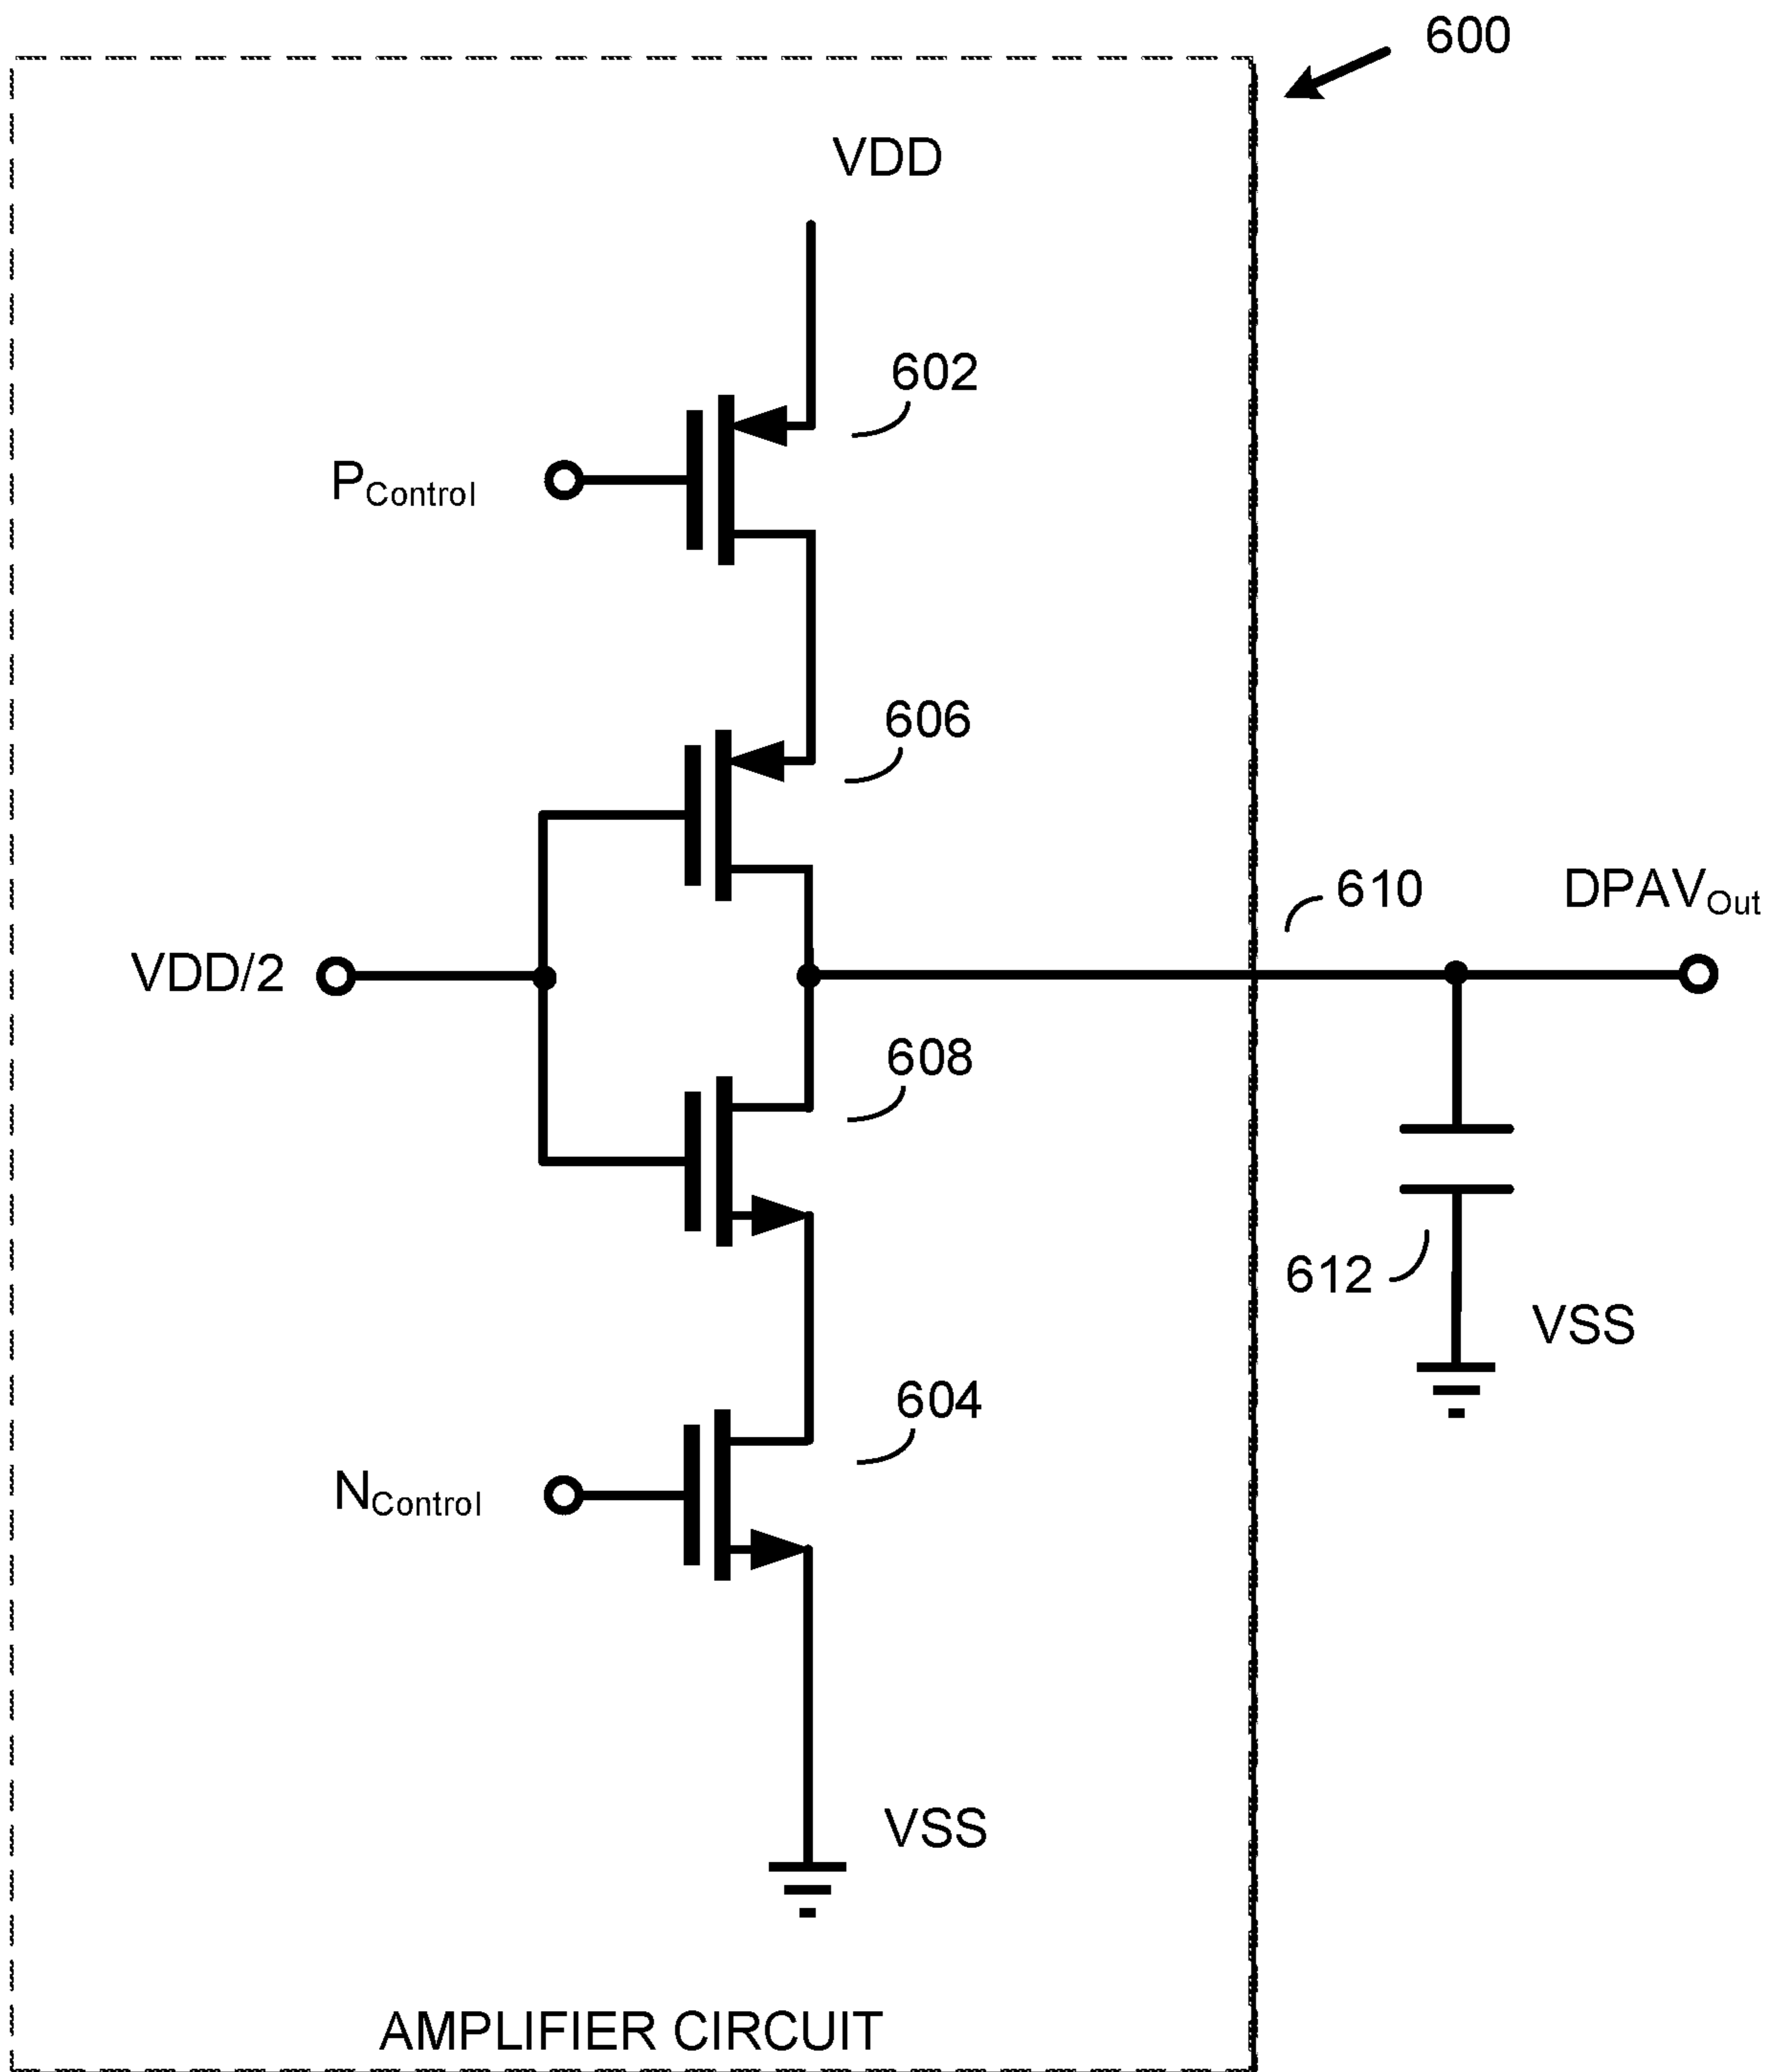 600
VDD
602
PControl
606
610
DPAVOut
VDD/2
608
612
VSS
604
NControl
VSS
AMPLIFIER CIRCUIT